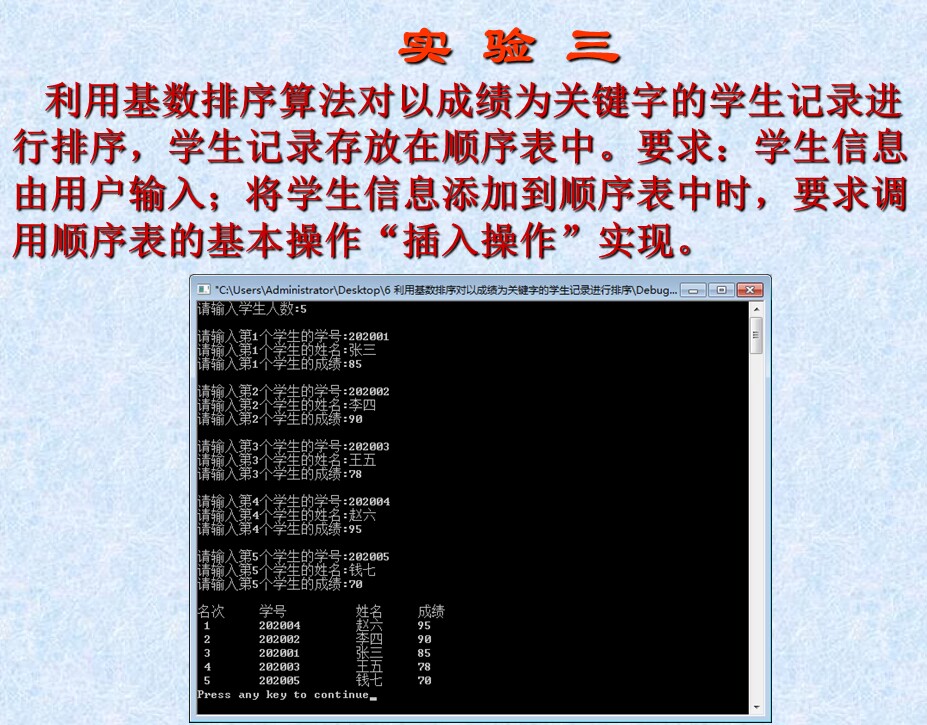 实 验 三
利用基数排序算法对以成绩为关键字的学生记录进
行排序，学生记录存放在顺序表中。要求：学生信息
由用户输入；将学生信息添加到顺序表中时，要求调
用顺序表的基本操作“插入操作”实现。
"C:\Users\Administrator\Desktop\6 利用基数排序对以成绩为关键字的学生记录进行排序\Debug...
请输入学生人数:5
请输入第1个学生的学号:202001
请输入第1个学生的姓名:张三
请输入第1个学生的成绩:85
请输入第2个学生的学号:202002
请输入第2个学生的姓名:李四
请输入第2个学生的成绩:90
请输入第3个学生的学号:202003
请输入第3个学生的姓名:王五
请输入第3个学生的成绩:78
请输入第4个学生的学号:202004
请输入第4个学生的姓名:赵六
请输入第4个学生的成绩:95
请输入第5个学生的学号:202005
请输入第5个学生的姓名:钱七
请输入第5个学生的成绩:70
名次 学号 姓名 成绩
1 202004 赵六 95
2 202002 李四 90
3 202001 张三 85
4 202003 王五 78
5 202005 钱七 70
Press any key to continue